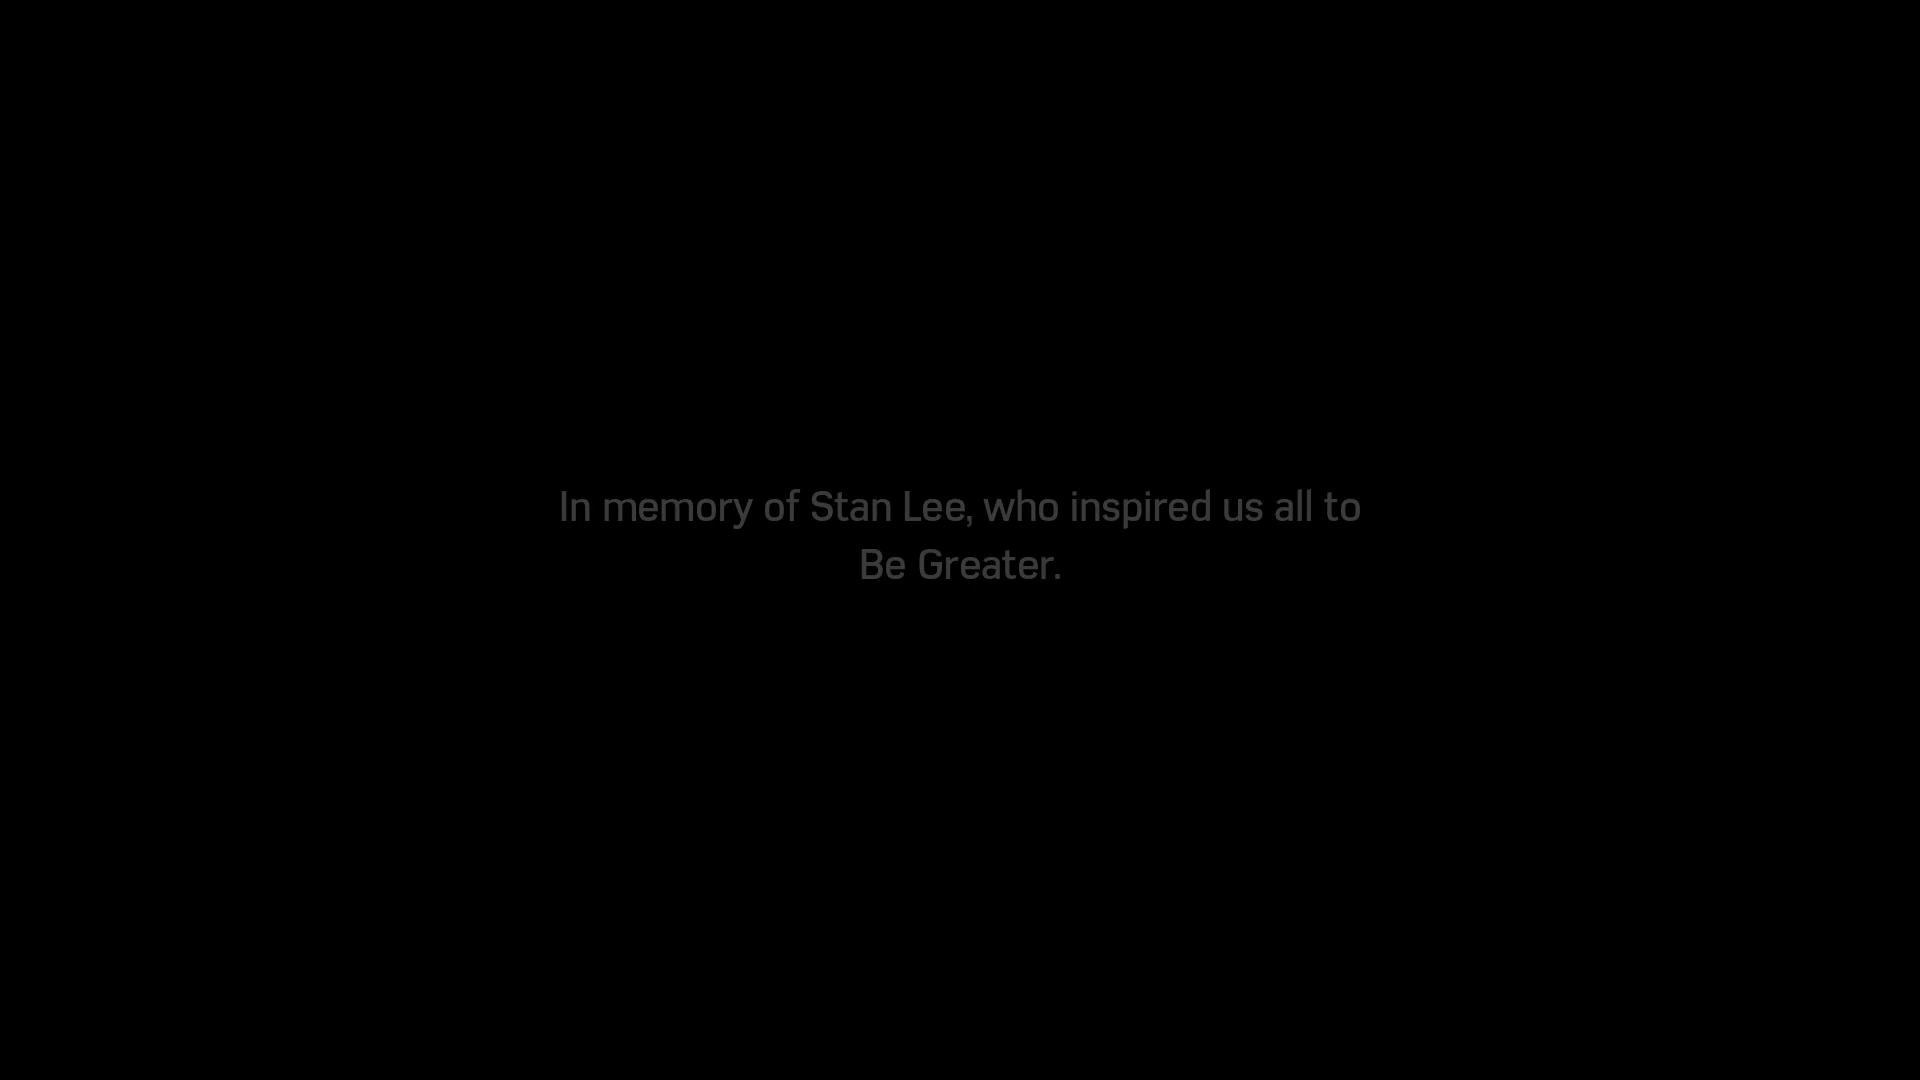 In memory of Stan Lee, who inspired us all to
Be Greater.